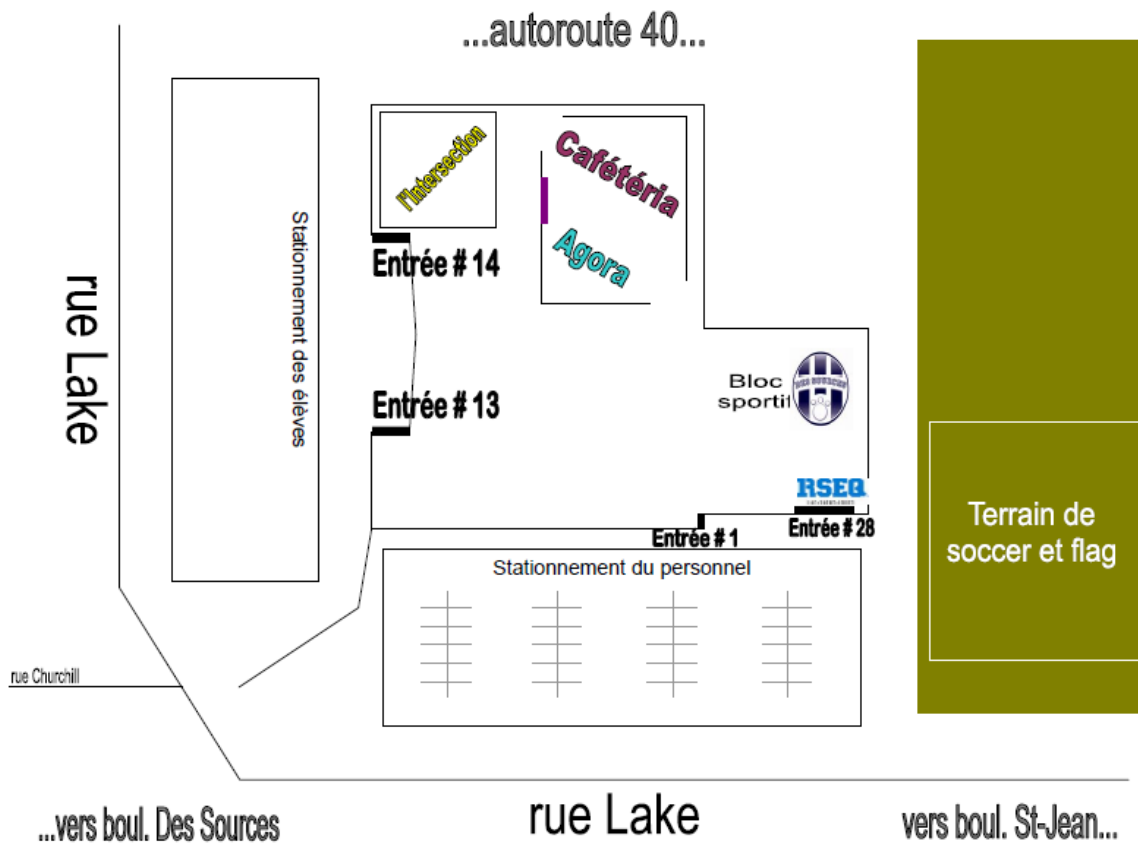 ...autoroute 40...
l'Intersection
Cafétéria
Agora
Stationnement des élèves
rue Lake
Entrée # 14
Entrée # 13
Bloc
sportif
DES SOURCES
RSEQ
Entrée # 1
Entrée # 28
Terrain de
soccer et flag
Stationnement du personnel
rue Churchill
...vers boul. Des Sources
rue Lake
vers boul. St-Jean...